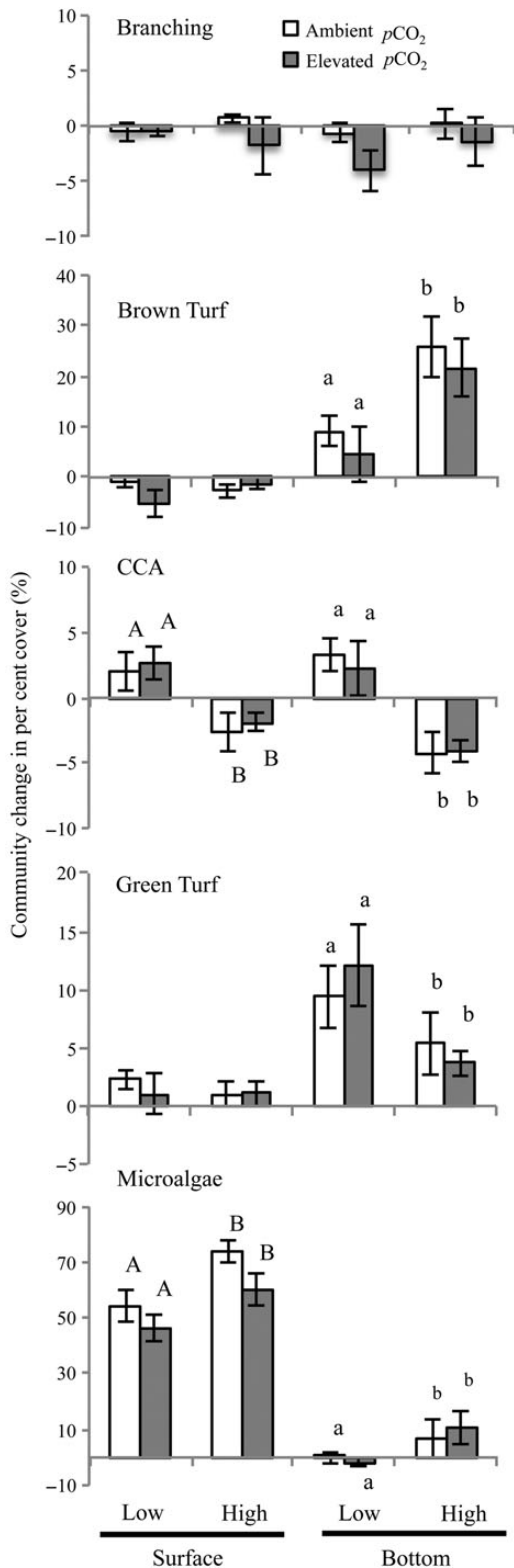 Community change in per cent cover (%)
Branching
Ambient pCO₂
Elevated pCO₂
10
5
0
−5
−10
Brown Turf
40
30
20
10
0
−10
a
a
b
b
CCA
10
5
0
−5
−10
A
A
B
B
a
a
b
b
Green Turf
20
15
10
5
0
−5
a
a
b
b
Microalgae
90
70
50
30
10
−10
A
A
B
B
a
a
b
b
Low
High
Low
High
Surface
Bottom